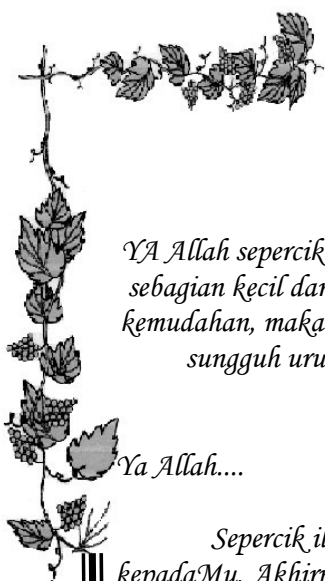 YA Allah sepercik
sebagian kecil dar
kemudahan, maka
sungguh uru
Ya Allah....
Sepercik il
kepadaMu. Akhir